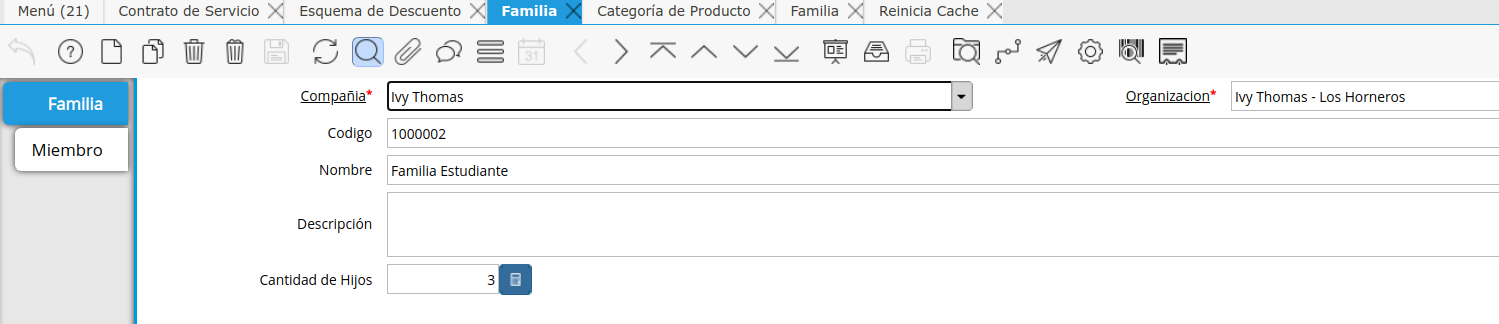 Menú (21) Contrato de Servicio Esquema de Descuento Familia Categoría de Producto Familia Reinicia Cache
31
Familia
Miembro
Compañia* Ivy Thomas Organizacion* Ivy Thomas - Los Horneros
Codigo 1000002
Nombre Familia Estudiante
Descripción
Cantidad de Hijos 3